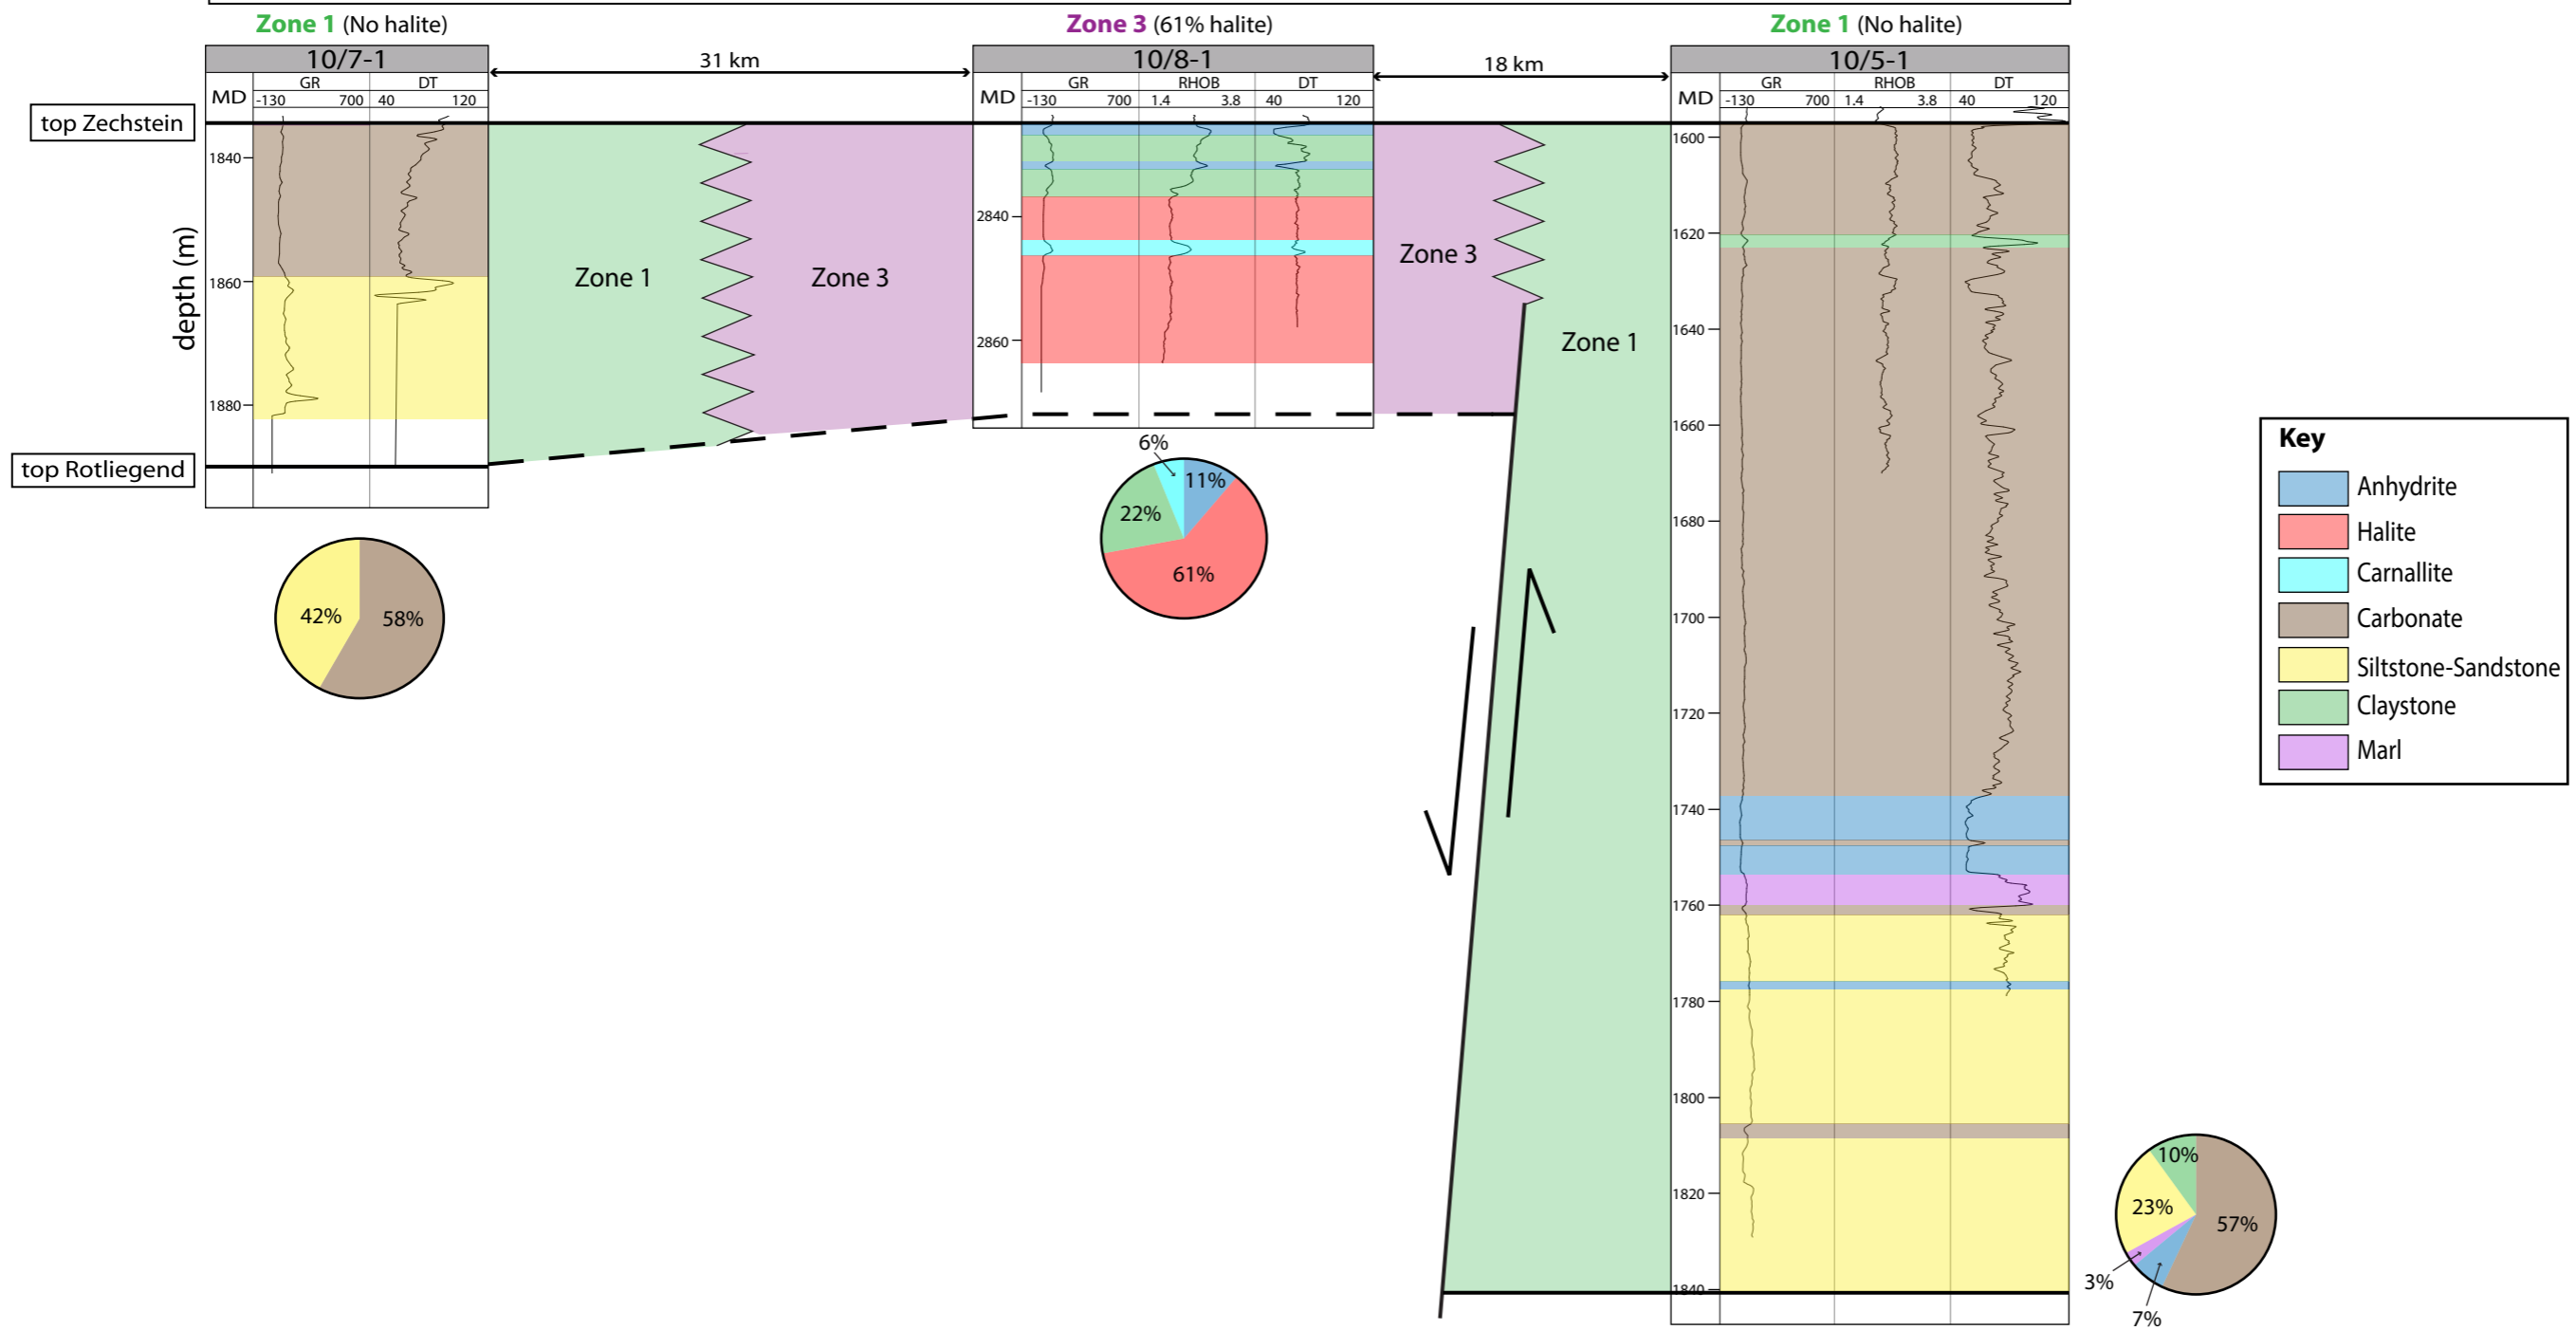 Zone 1 (No halite)
Zone 3 (61% halite)
Zone 1 (No halite)
10/7-1
31 km
10/8-1
18 km
10/5-1
MD
GR
DT
-130 700 40 120
MD
GR
RHOB
DT
-130 700 1.4 3.8 40 120
MD
GR
RHOB
DT
-130 700 1.4 3.8 40 120
top Zechstein
depth (m)
1840
1860
1880
top Rotliegend
Zone 1
Zone 3
2840
2860
Zone 3
Zone 1
1600
1620
1640
1660
1680
1700
1720
1740
1760
1780
1800
1820
1840
42%
58%
6%
11%
22%
61%
10%
23%
57%
3%
7%
Key
Anhydrite
Halite
Carnallite
Carbonate
Siltstone-Sandstone
Claystone
Marl